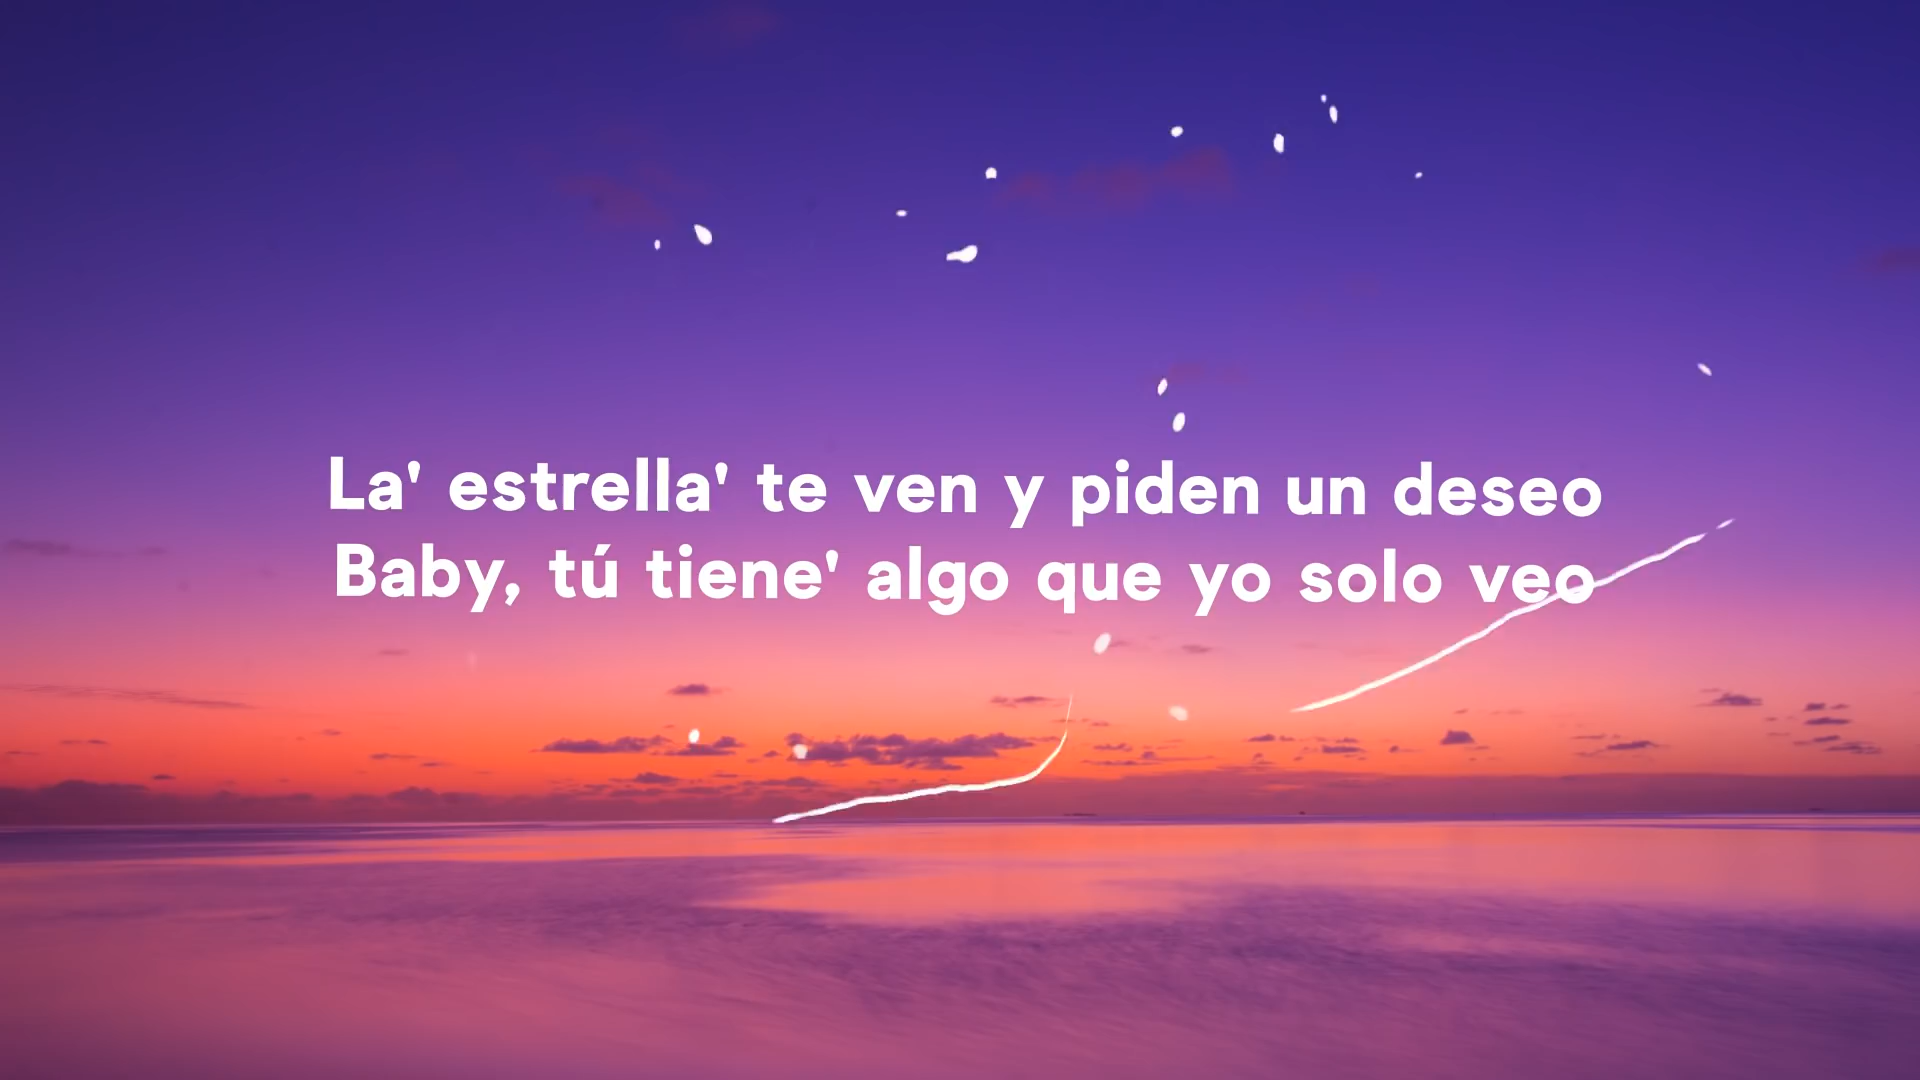 La' estrella' te ven y piden un deseo
Baby, tú tiene' algo que yo solo veo